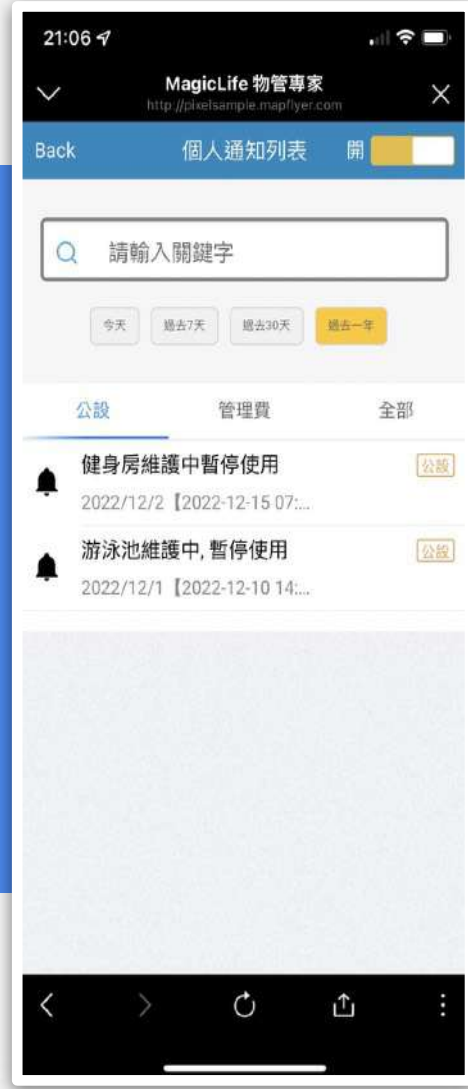 21:06
MagicLife 物管專家
http://pixelsample.mapflyer.com
Back 個人通知列表 開
請輸入關鍵字
今天 過去7天 過去30天 過去一年
公設 管理費 全部
健身房維護中暫停使用 公設
2022/12/2【2022-12-15 07:...
游泳池維護中, 暫停使用 公設
2022/12/1【2022-12-10 14:...